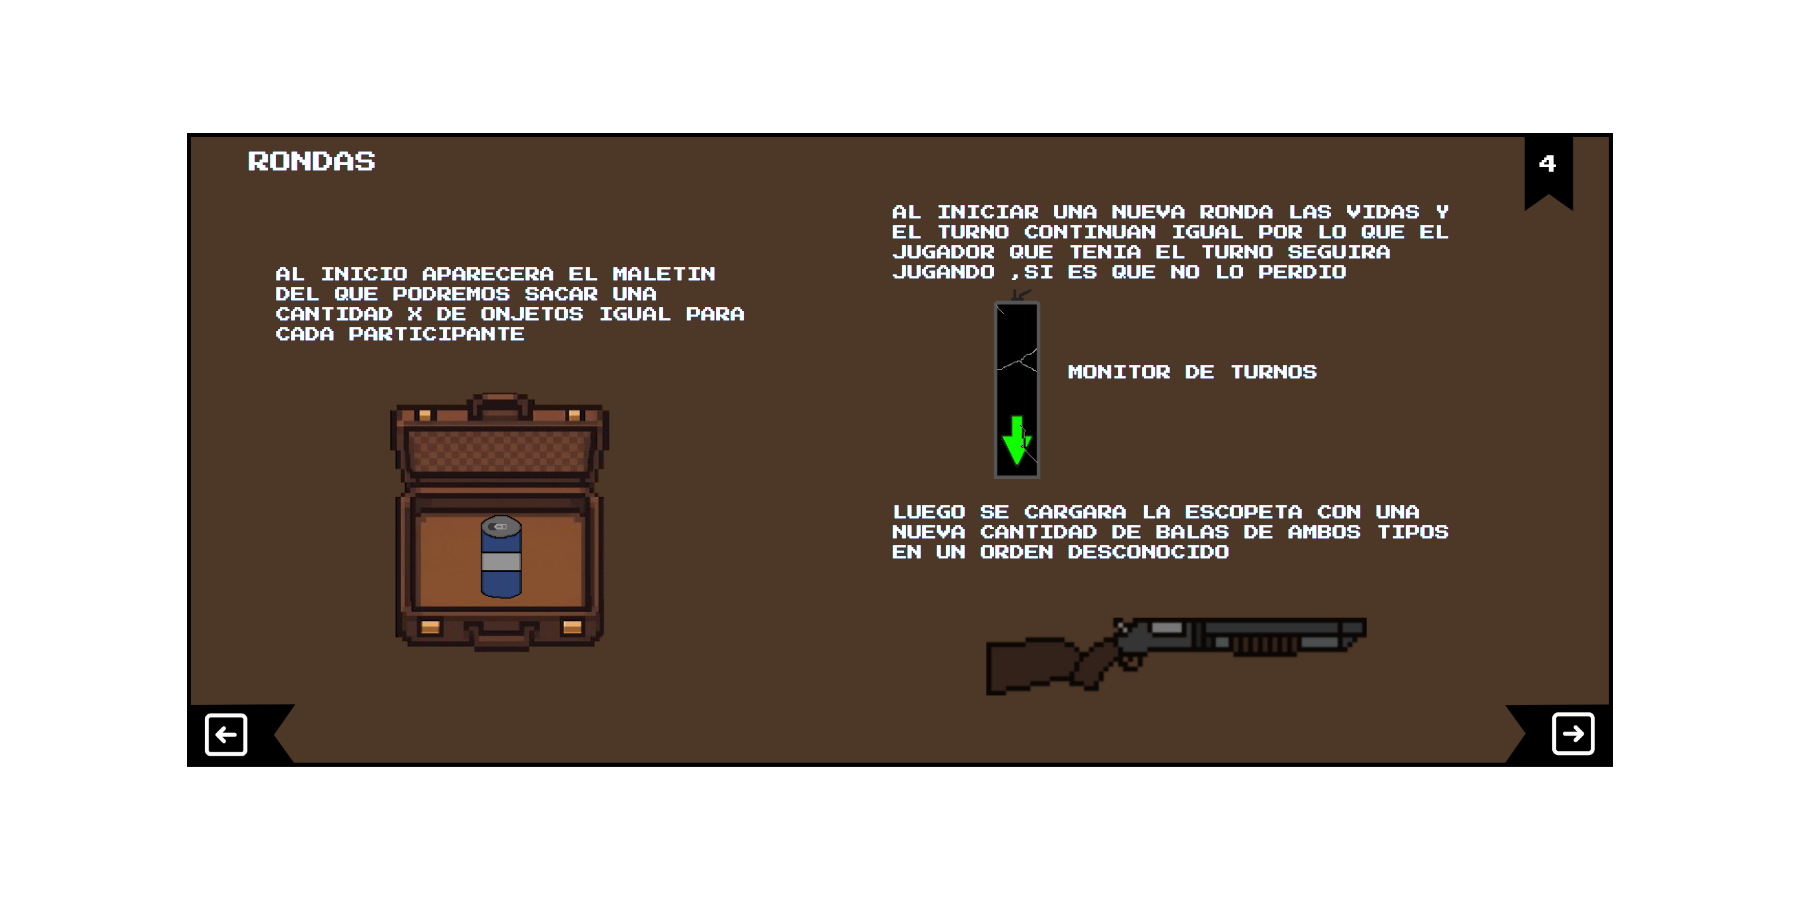 RONDAS
4
AL INICIO APARECERA EL MALETIN
DEL QUE PODREMOS SACAR UNA
CANTIDAD X DE ONJETOS IGUAL PARA
CADA PARTICIPANTE
AL INICIAR UNA NUEVA RONDA LAS VIDAS Y
EL TURNO CONTINUAN IGUAL POR LO QUE EL
JUGADOR QUE TENIA EL TURNO SEGUIRA
JUGANDO ,SI ES QUE NO LO PERDIO
MONITOR DE TURNOS
LUEGO SE CARGARA LA ESCOPETA CON UNA
NUEVA CANTIDAD DE BALAS DE AMBOS TIPOS
EN UN ORDEN DESCONOCIDO